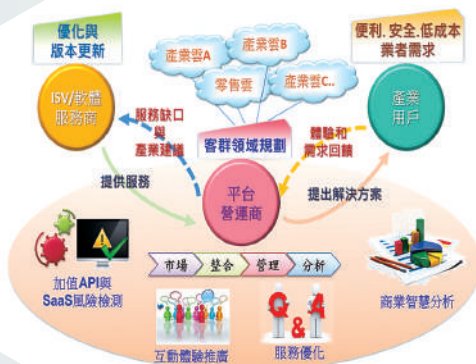 優化與
版本更新
產業雲A
產業雲B
零售雲
產業雲C..
便利.安全.低成本
業者需求
ISV/軟體
服務商
服務缺口
與
產業建議
客群領域規劃
體驗和
需求回饋
產業
用戶
提供服務
平台
營運商
提出解決方案
加值API與
SaaS風險檢測
市場
整合
管理
分析
互動體驗推廣
Q & A
服務優化
商業智慧分析